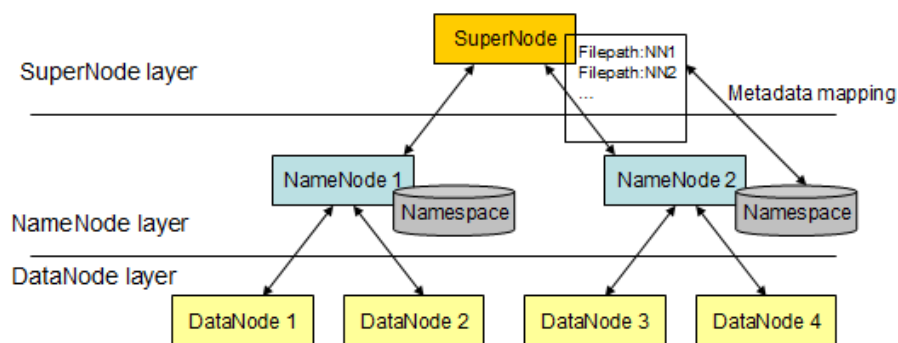 SuperNode
Filepath:NN1
Filepath:NN2
...
SuperNode layer
Metadata mapping
NameNode 1
NameNode 2
Namespace
Namespace
NameNode layer
DataNode layer
DataNode 1
DataNode 2
DataNode 3
DataNode 4